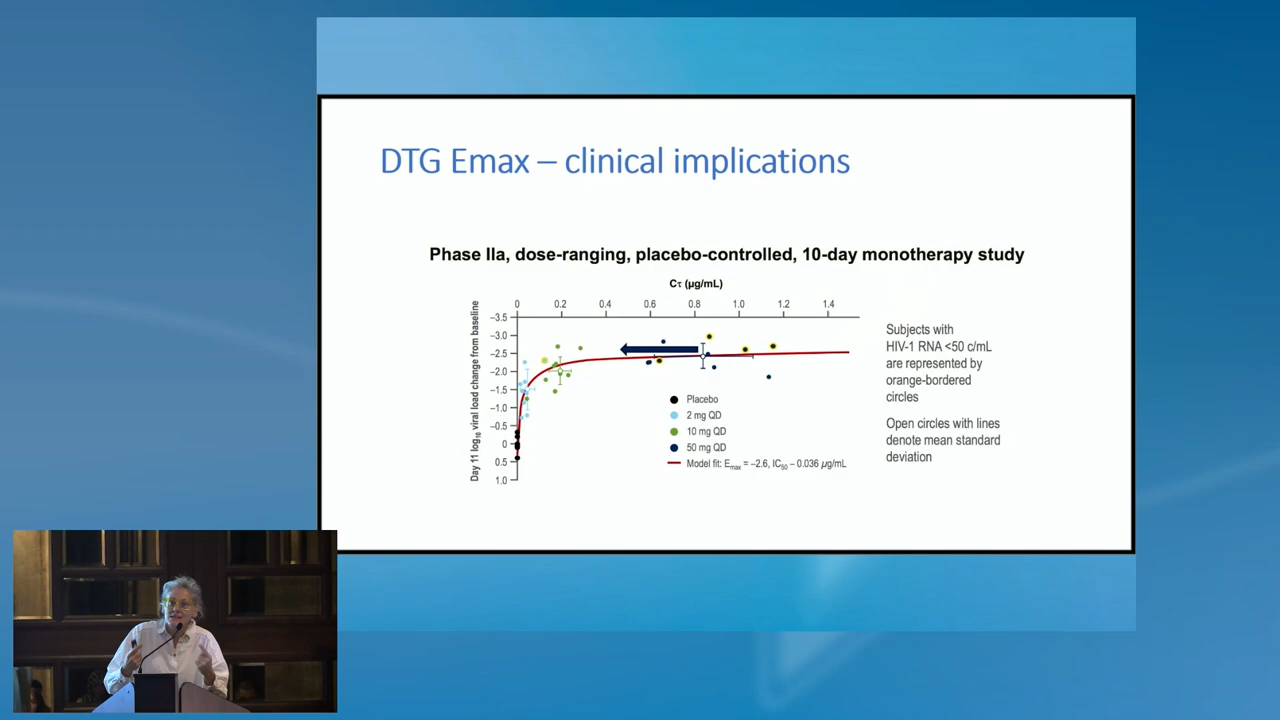 DTG Emax – clinical implications
Phase IIa, dose-ranging, placebo-controlled, 10-day monotherapy study
Cτ (µg/mL)
0 0.2 0.4 0.6 0.8 1.0 1.2 1.4
Day 11 log₁₀ viral load change from baseline
–3.5
–3.0
–2.5
–2.0
–1.5
–1.0
–0.5
0
0.5
1.0
Placebo
2 mg QD
10 mg QD
50 mg QD
Model fit: Eₘₐₓ = –2.6, IC₅₀ – 0.036 µg/mL
Subjects with
HIV-1 RNA <50 c/mL
are represented by
orange-bordered
circles
Open circles with lines
denote mean standard
deviation